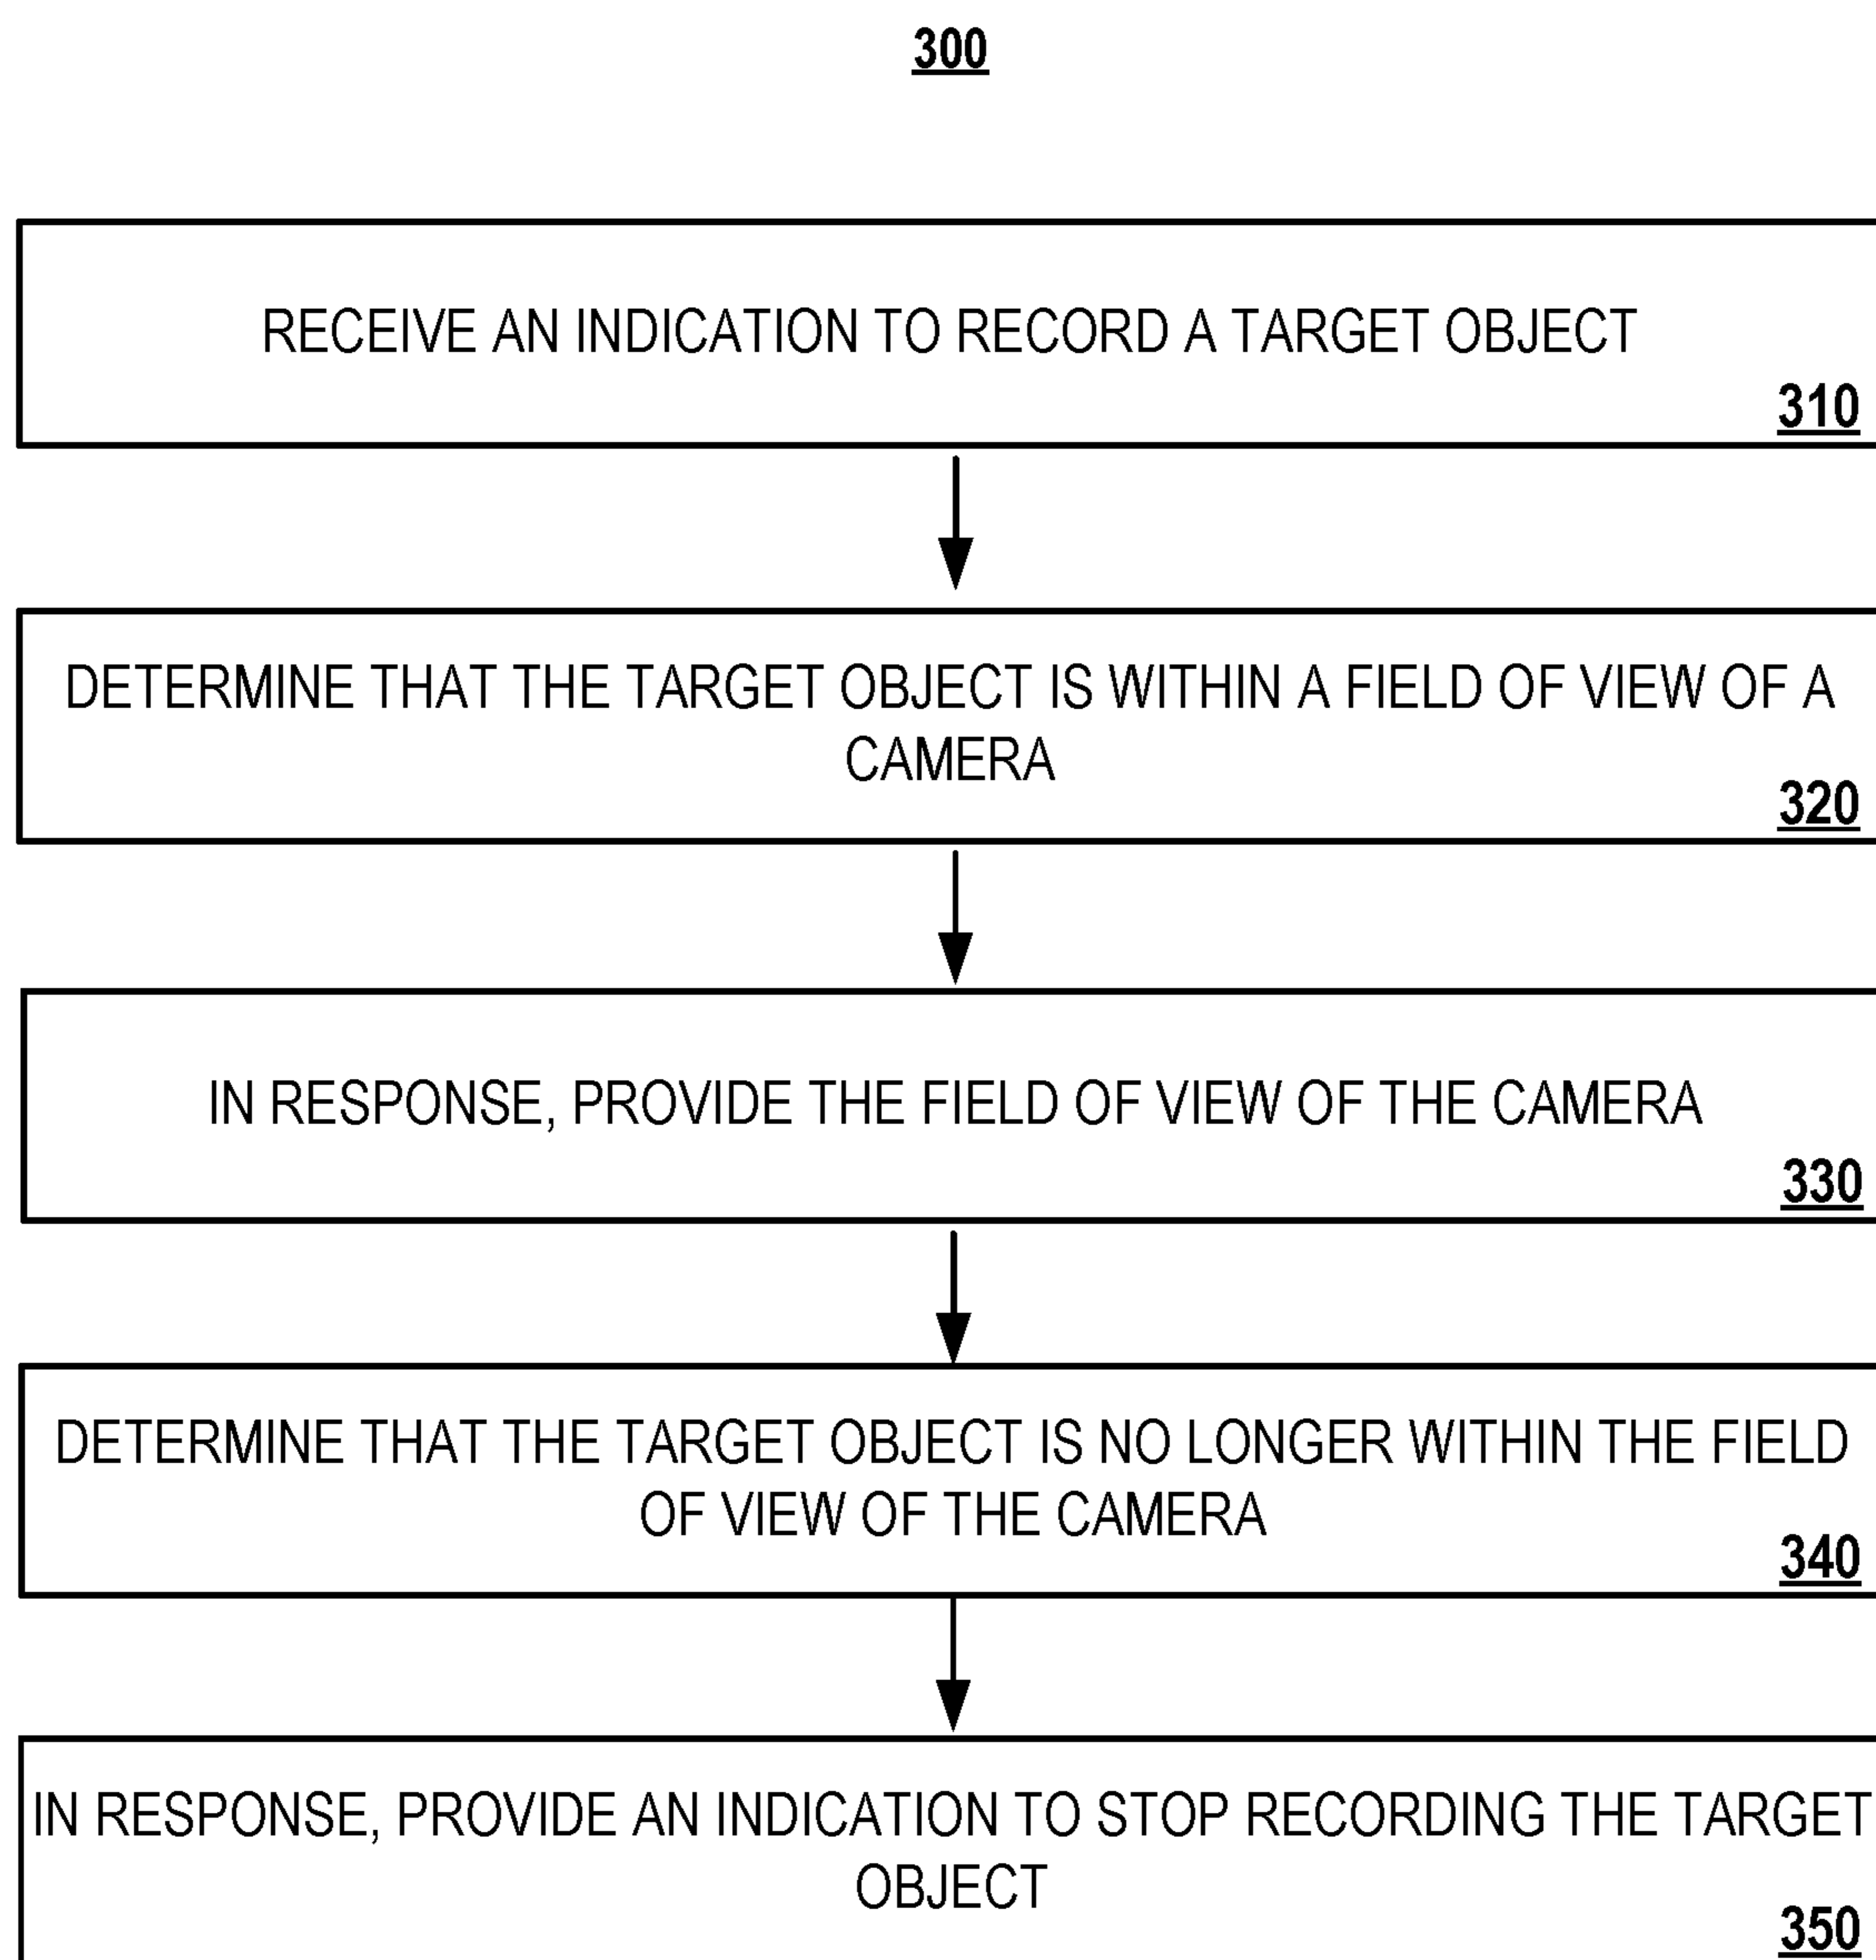 300
RECEIVE AN INDICATION TO RECORD A TARGET OBJECT
310
DETERMINE THAT THE TARGET OBJECT IS WITHIN A FIELD OF VIEW OF A
CAMERA
320
IN RESPONSE, PROVIDE THE FIELD OF VIEW OF THE CAMERA
330
DETERMINE THAT THE TARGET OBJECT IS NO LONGER WITHIN THE FIELD
OF VIEW OF THE CAMERA
340
IN RESPONSE, PROVIDE AN INDICATION TO STOP RECORDING THE TARGET
OBJECT
350